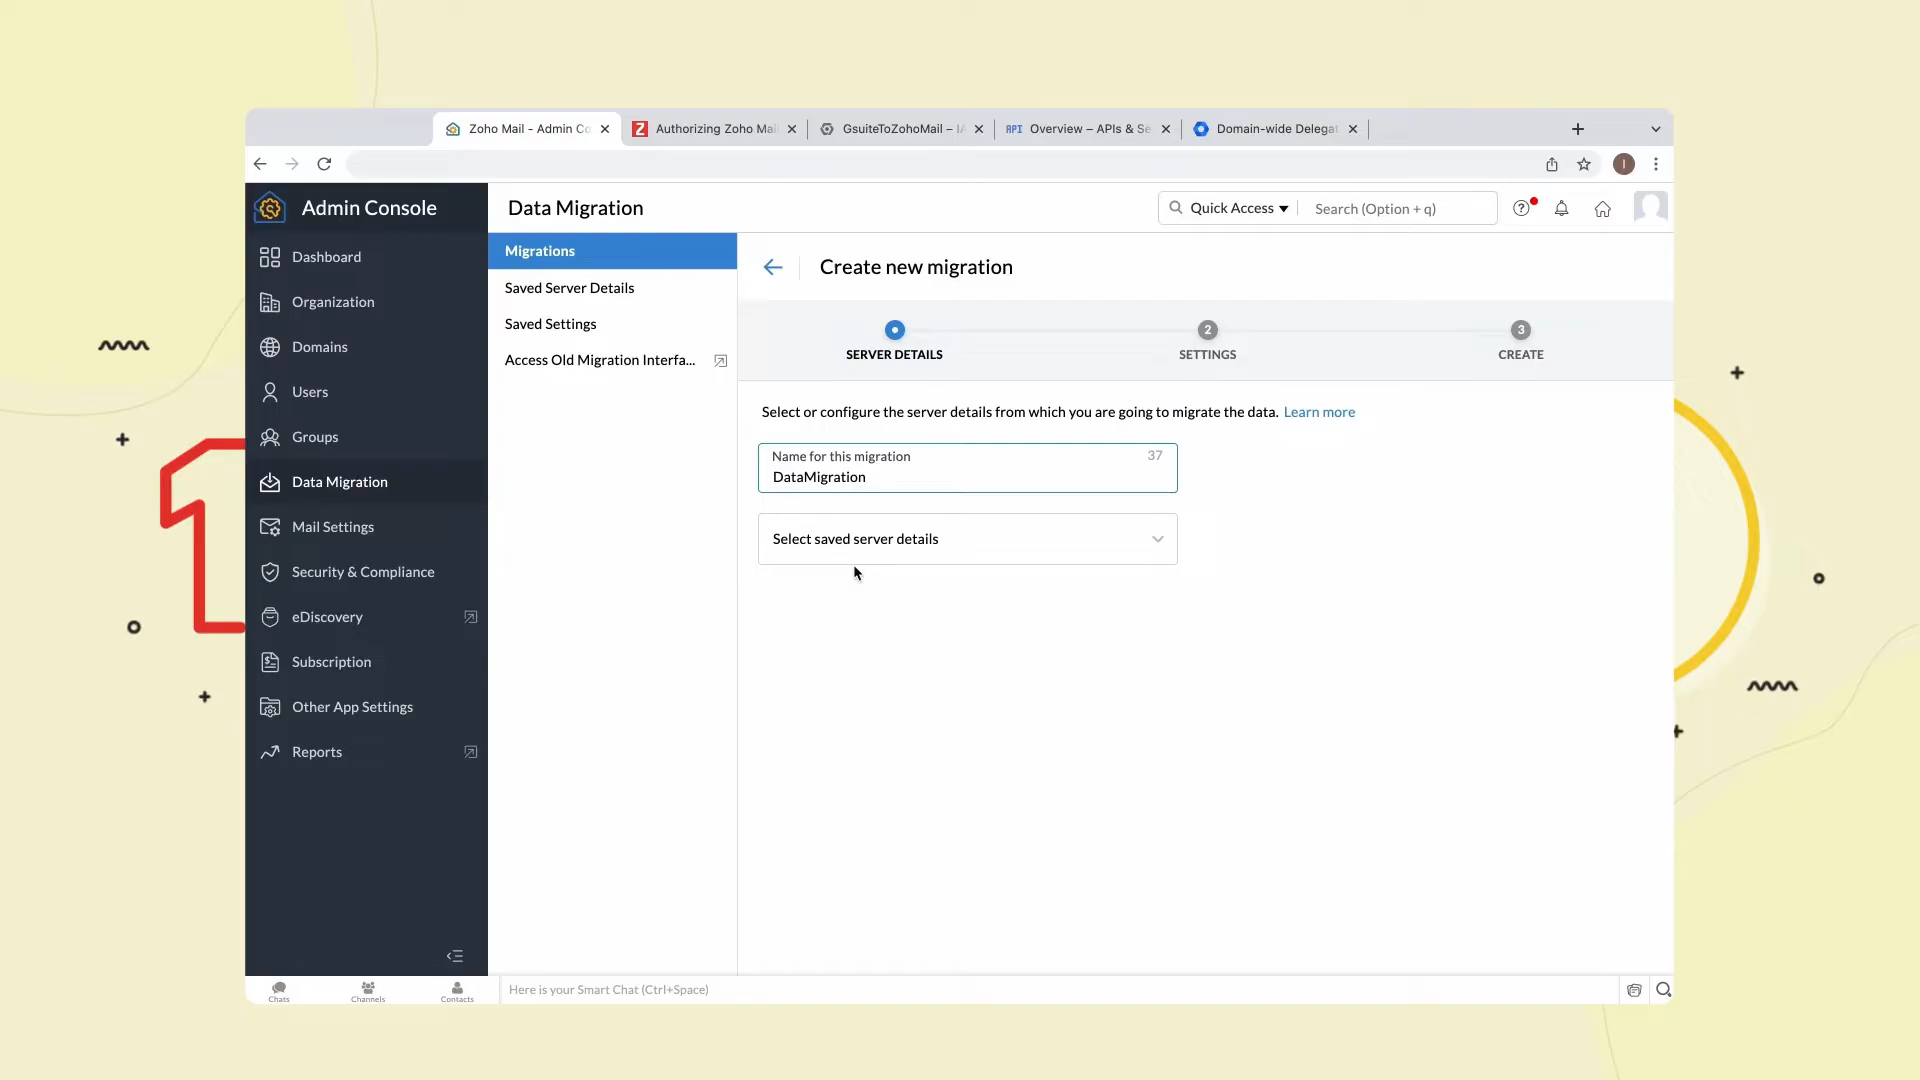 Zoho Mail - Admin Co
Authorizing Zoho Mai
GsuiteToZohoMail – IA
API Overview – APIs & Se
Domain-wide Delegat
I
Admin Console
Data Migration
Quick Access
Search (Option + q)
Dashboard
Organization
Domains
Users
Groups
Data Migration
Mail Settings
Security & Compliance
eDiscovery
Subscription
Other App Settings
Reports
Migrations
Saved Server Details
Saved Settings
Access Old Migration Interfa...
Create new migration
2
3
SERVER DETAILS
SETTINGS
CREATE
Select or configure the server details from which you are going to migrate the data. Learn more
Name for this migration
37
DataMigration
Select saved server details
Chats
Channels
Contacts
Here is your Smart Chat (Ctrl+Space)